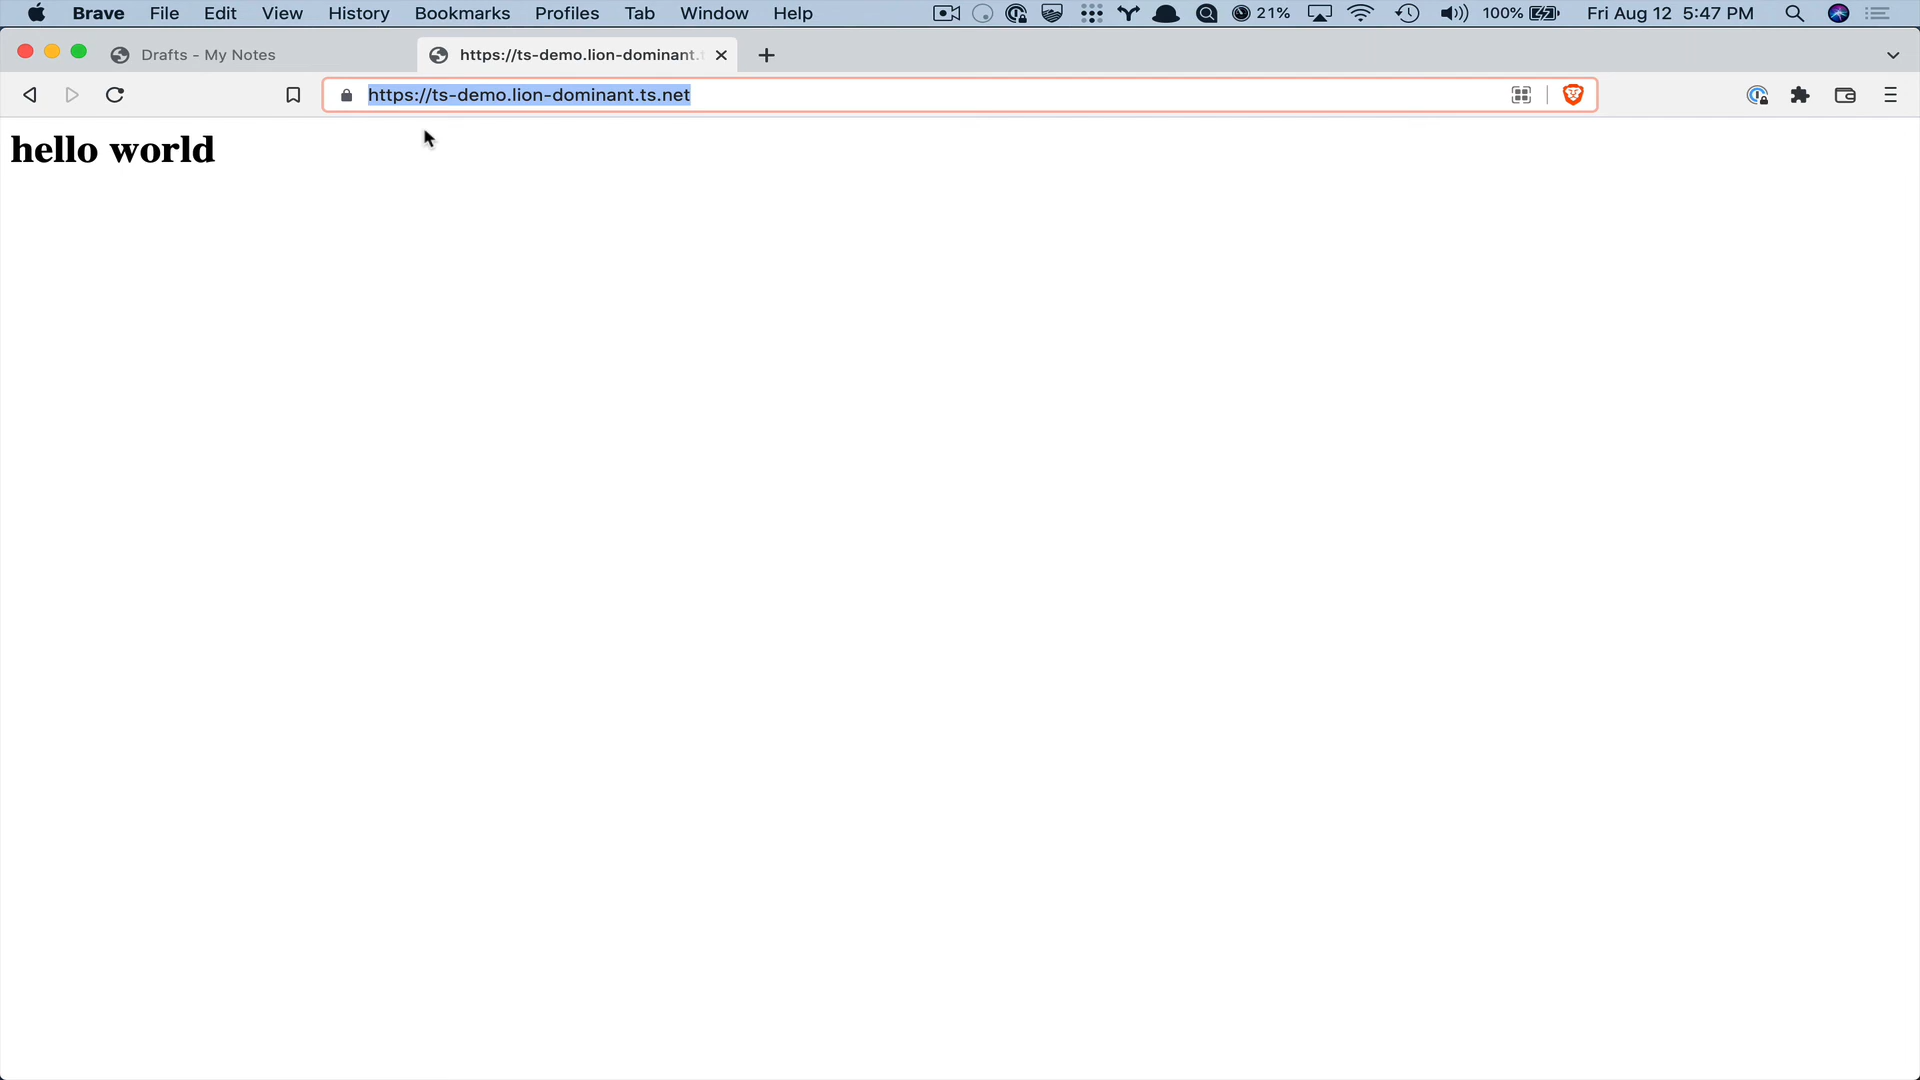 Brave File Edit View History Bookmarks Profiles Tab Window Help 21% 100% Fri Aug 12 5:47 PM
Drafts - My Notes https://ts-demo.lion-dominant.
https://ts-demo.lion-dominant.ts.net
hello world